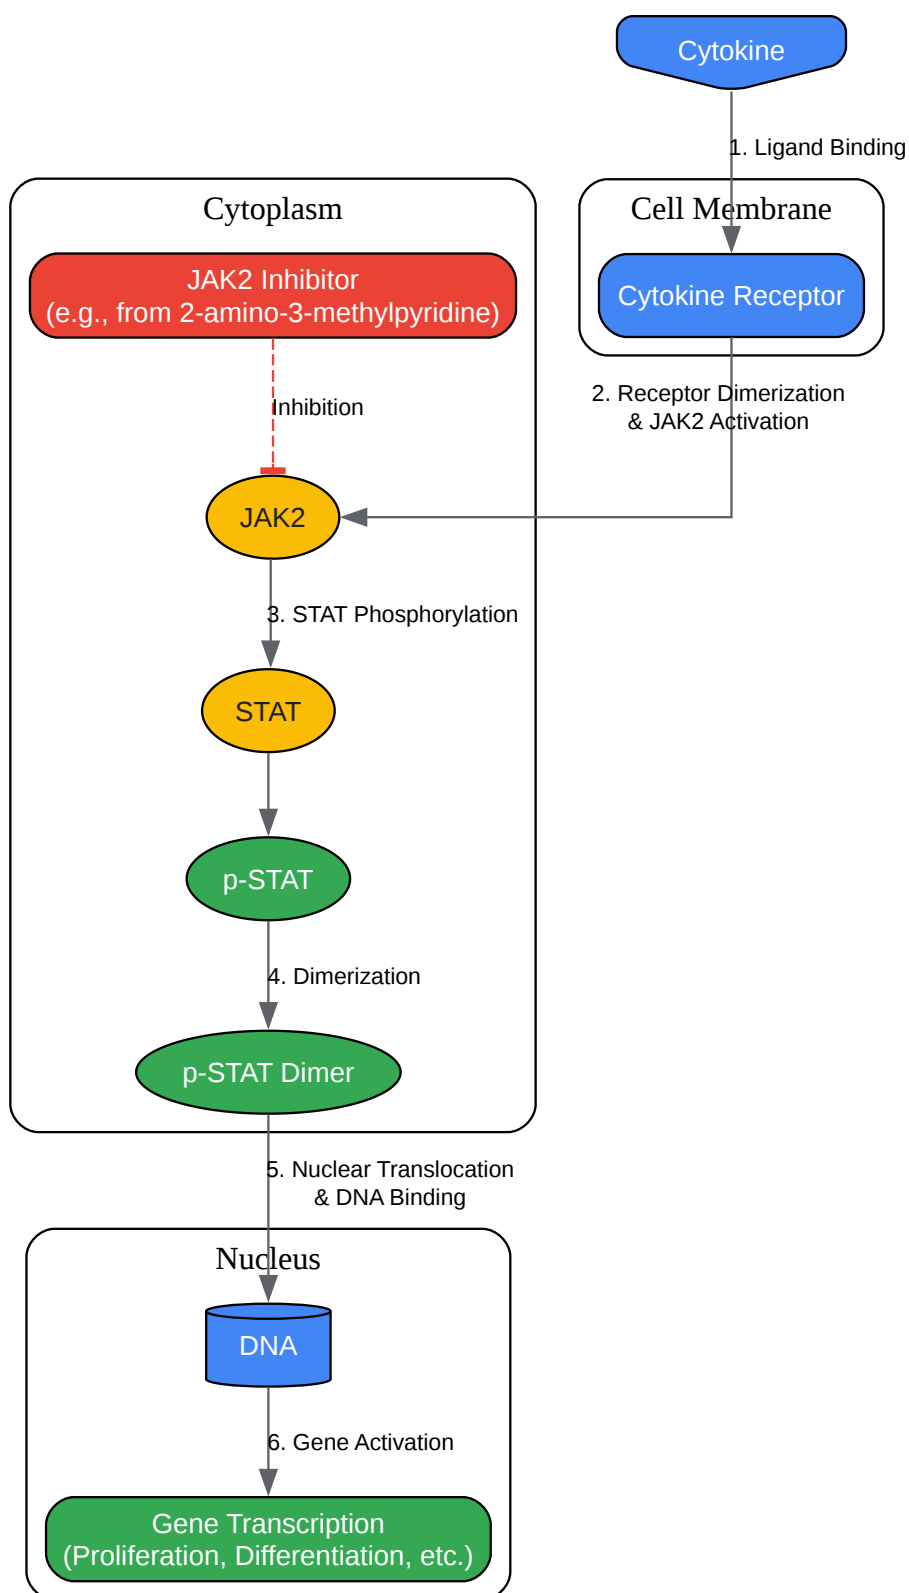 Cytokine
1. Ligand Binding
Cytoplasm
Cell Membrane
JAK2 Inhibitor
(e.g., from 2-amino-3-methylpyridine)
Cytokine Receptor
2. Receptor Dimerization
& JAK2 Activation
Inhibition
JAK2
3. STAT Phosphorylation
STAT
p-STAT
4. Dimerization
p-STAT Dimer
5. Nuclear Translocation
& DNA Binding
Nucleus
DNA
6. Gene Activation
Gene Transcription
(Proliferation, Differentiation, etc.)